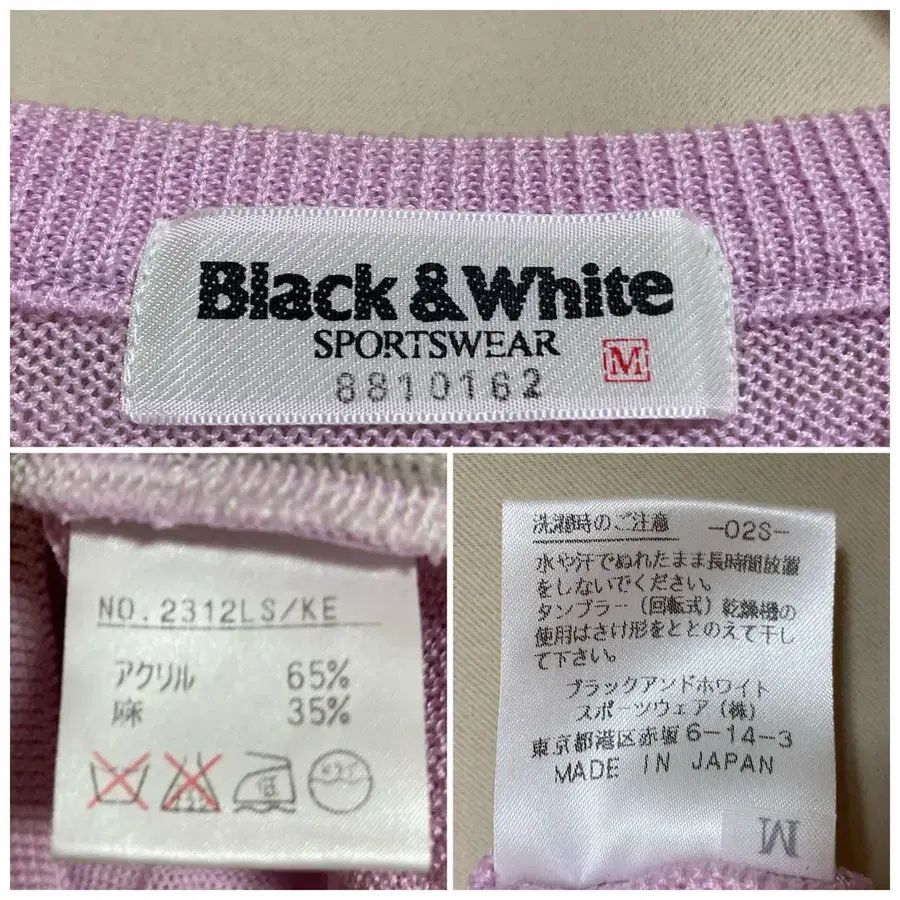 Black & White
SPORTSWEAR
M
8810162
NO.2312LS/KE
アクリル 65%
麻 35%
低
洗濯時のご注意 -02S-
水や汗でぬれたまま長時間放置
をしないでください。
タンブラー(回転式)乾燥機の
使用はさけ形をととのえて干し
て下さい。
ブラックアンドホワイト
スポーツウェア(株)
東京都港区赤坂6-14-3
MADE IN JAPAN
M